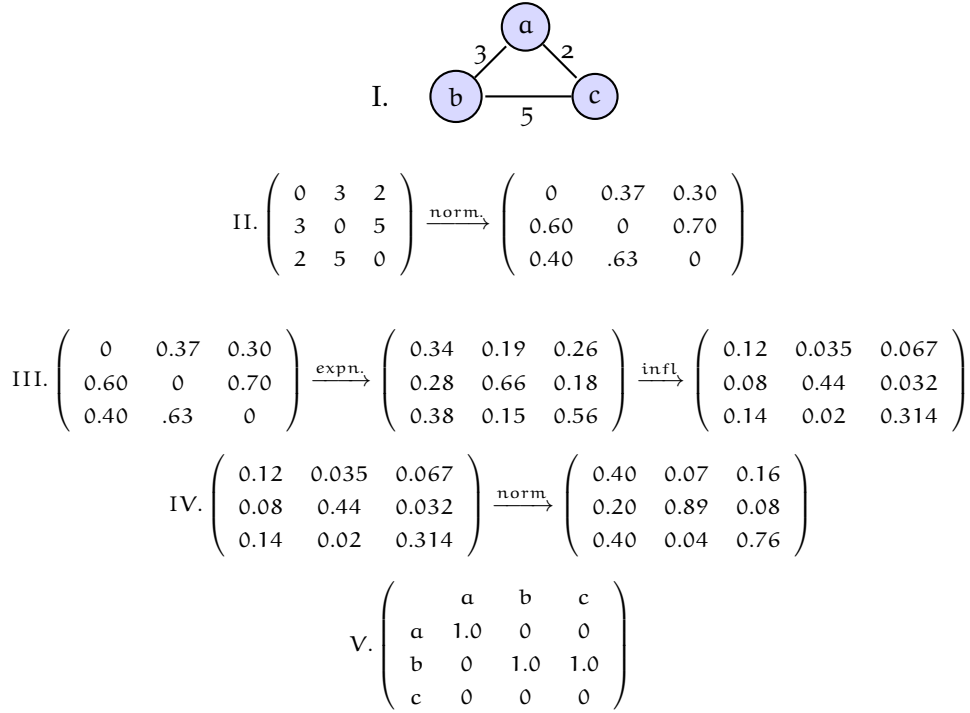 a
3 2
I. b c
5
II. ( 0 3 2 norm. 0 0.37 0.30
3 0 5 → 0.60 0 0.70
2 5 0 ) ( 0.40 .63 0 )
III. ( 0 0.37 0.30 expn. 0.34 0.19 0.26 infl 0.12 0.035 0.067
0.60 0 0.70 → 0.28 0.66 0.18 → 0.08 0.44 0.032
0.40 .63 0 ) ( 0.38 0.15 0.56 ) ( 0.14 0.02 0.314 )
IV. ( 0.12 0.035 0.067 norm 0.40 0.07 0.16
0.08 0.44 0.032 → 0.20 0.89 0.08
0.14 0.02 0.314 ) ( 0.40 0.04 0.76 )
V. ( a b c
a 1.0 0 0
b 0 1.0 1.0
c 0 0 0 )